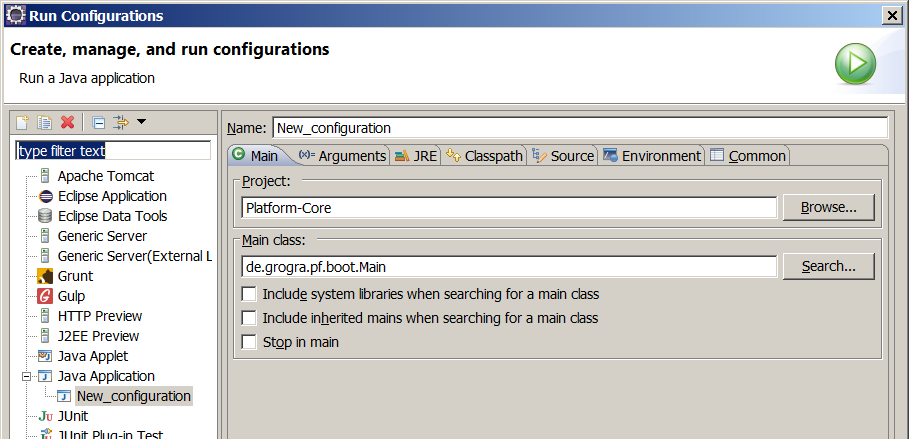 Run Configurations
Create, manage, and run configurations
Run a Java application
type filter text
Apache Tomcat
Eclipse Application
Eclipse Data Tools
Generic Server
Generic Server(External L
Grunt
Gulp
HTTP Preview
J2EE Preview
Java Applet
Java Application
New_configuration
JUnit
JUnit Plug-in Test
Name: New_configuration
Main (x)= Arguments JRE Classpath Source Environment Common
Project:
Platform-Core Browse...
Main class:
de.grogra.pf.boot.Main Search...
Include system libraries when searching for a main class
Include inherited mains when searching for a main class
Stop in main